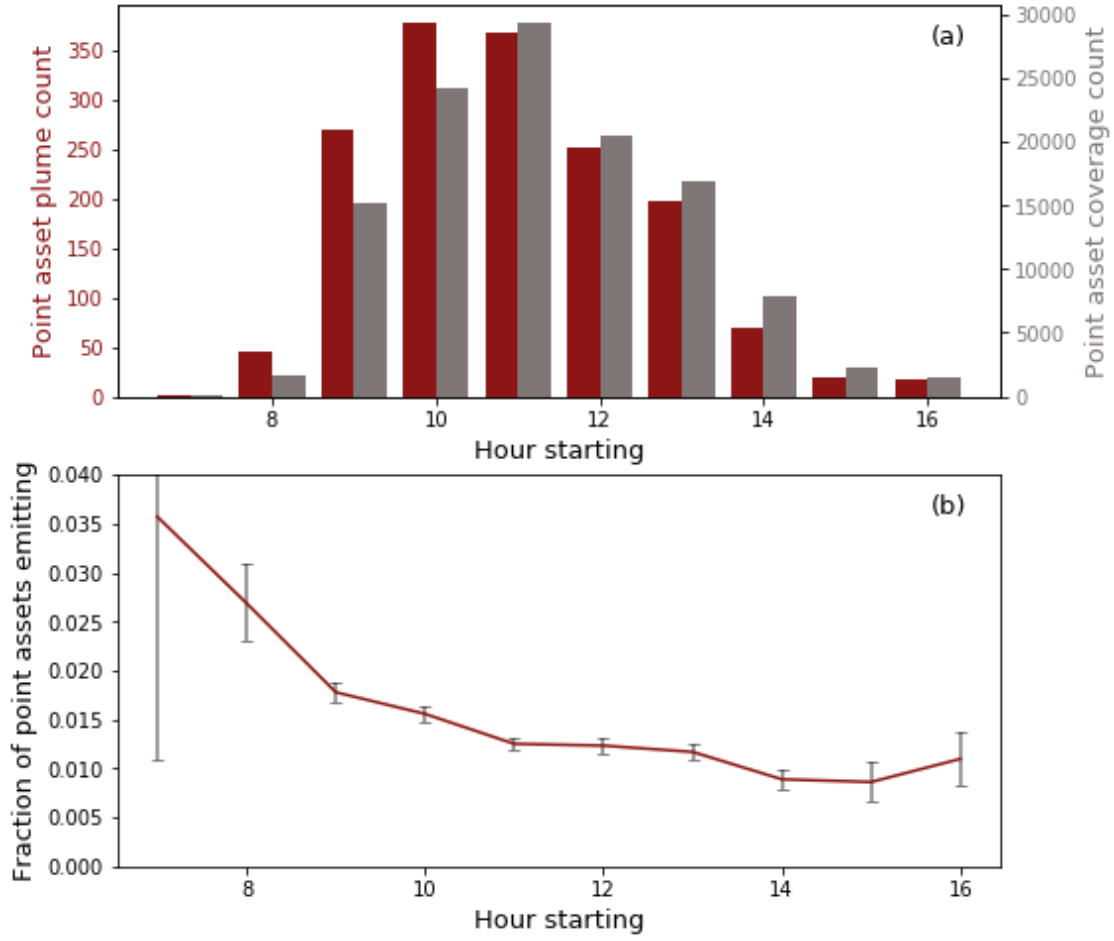 (a)
Point asset plume count
350
300
250
200
150
100
50
0
30000
25000
20000
15000
10000
5000
0
Point asset coverage count
8 10 12 14 16
Hour starting
(b)
Fraction of point assets emitting
0.040
0.035
0.030
0.025
0.020
0.015
0.010
0.005
0.000
8 10 12 14 16
Hour starting